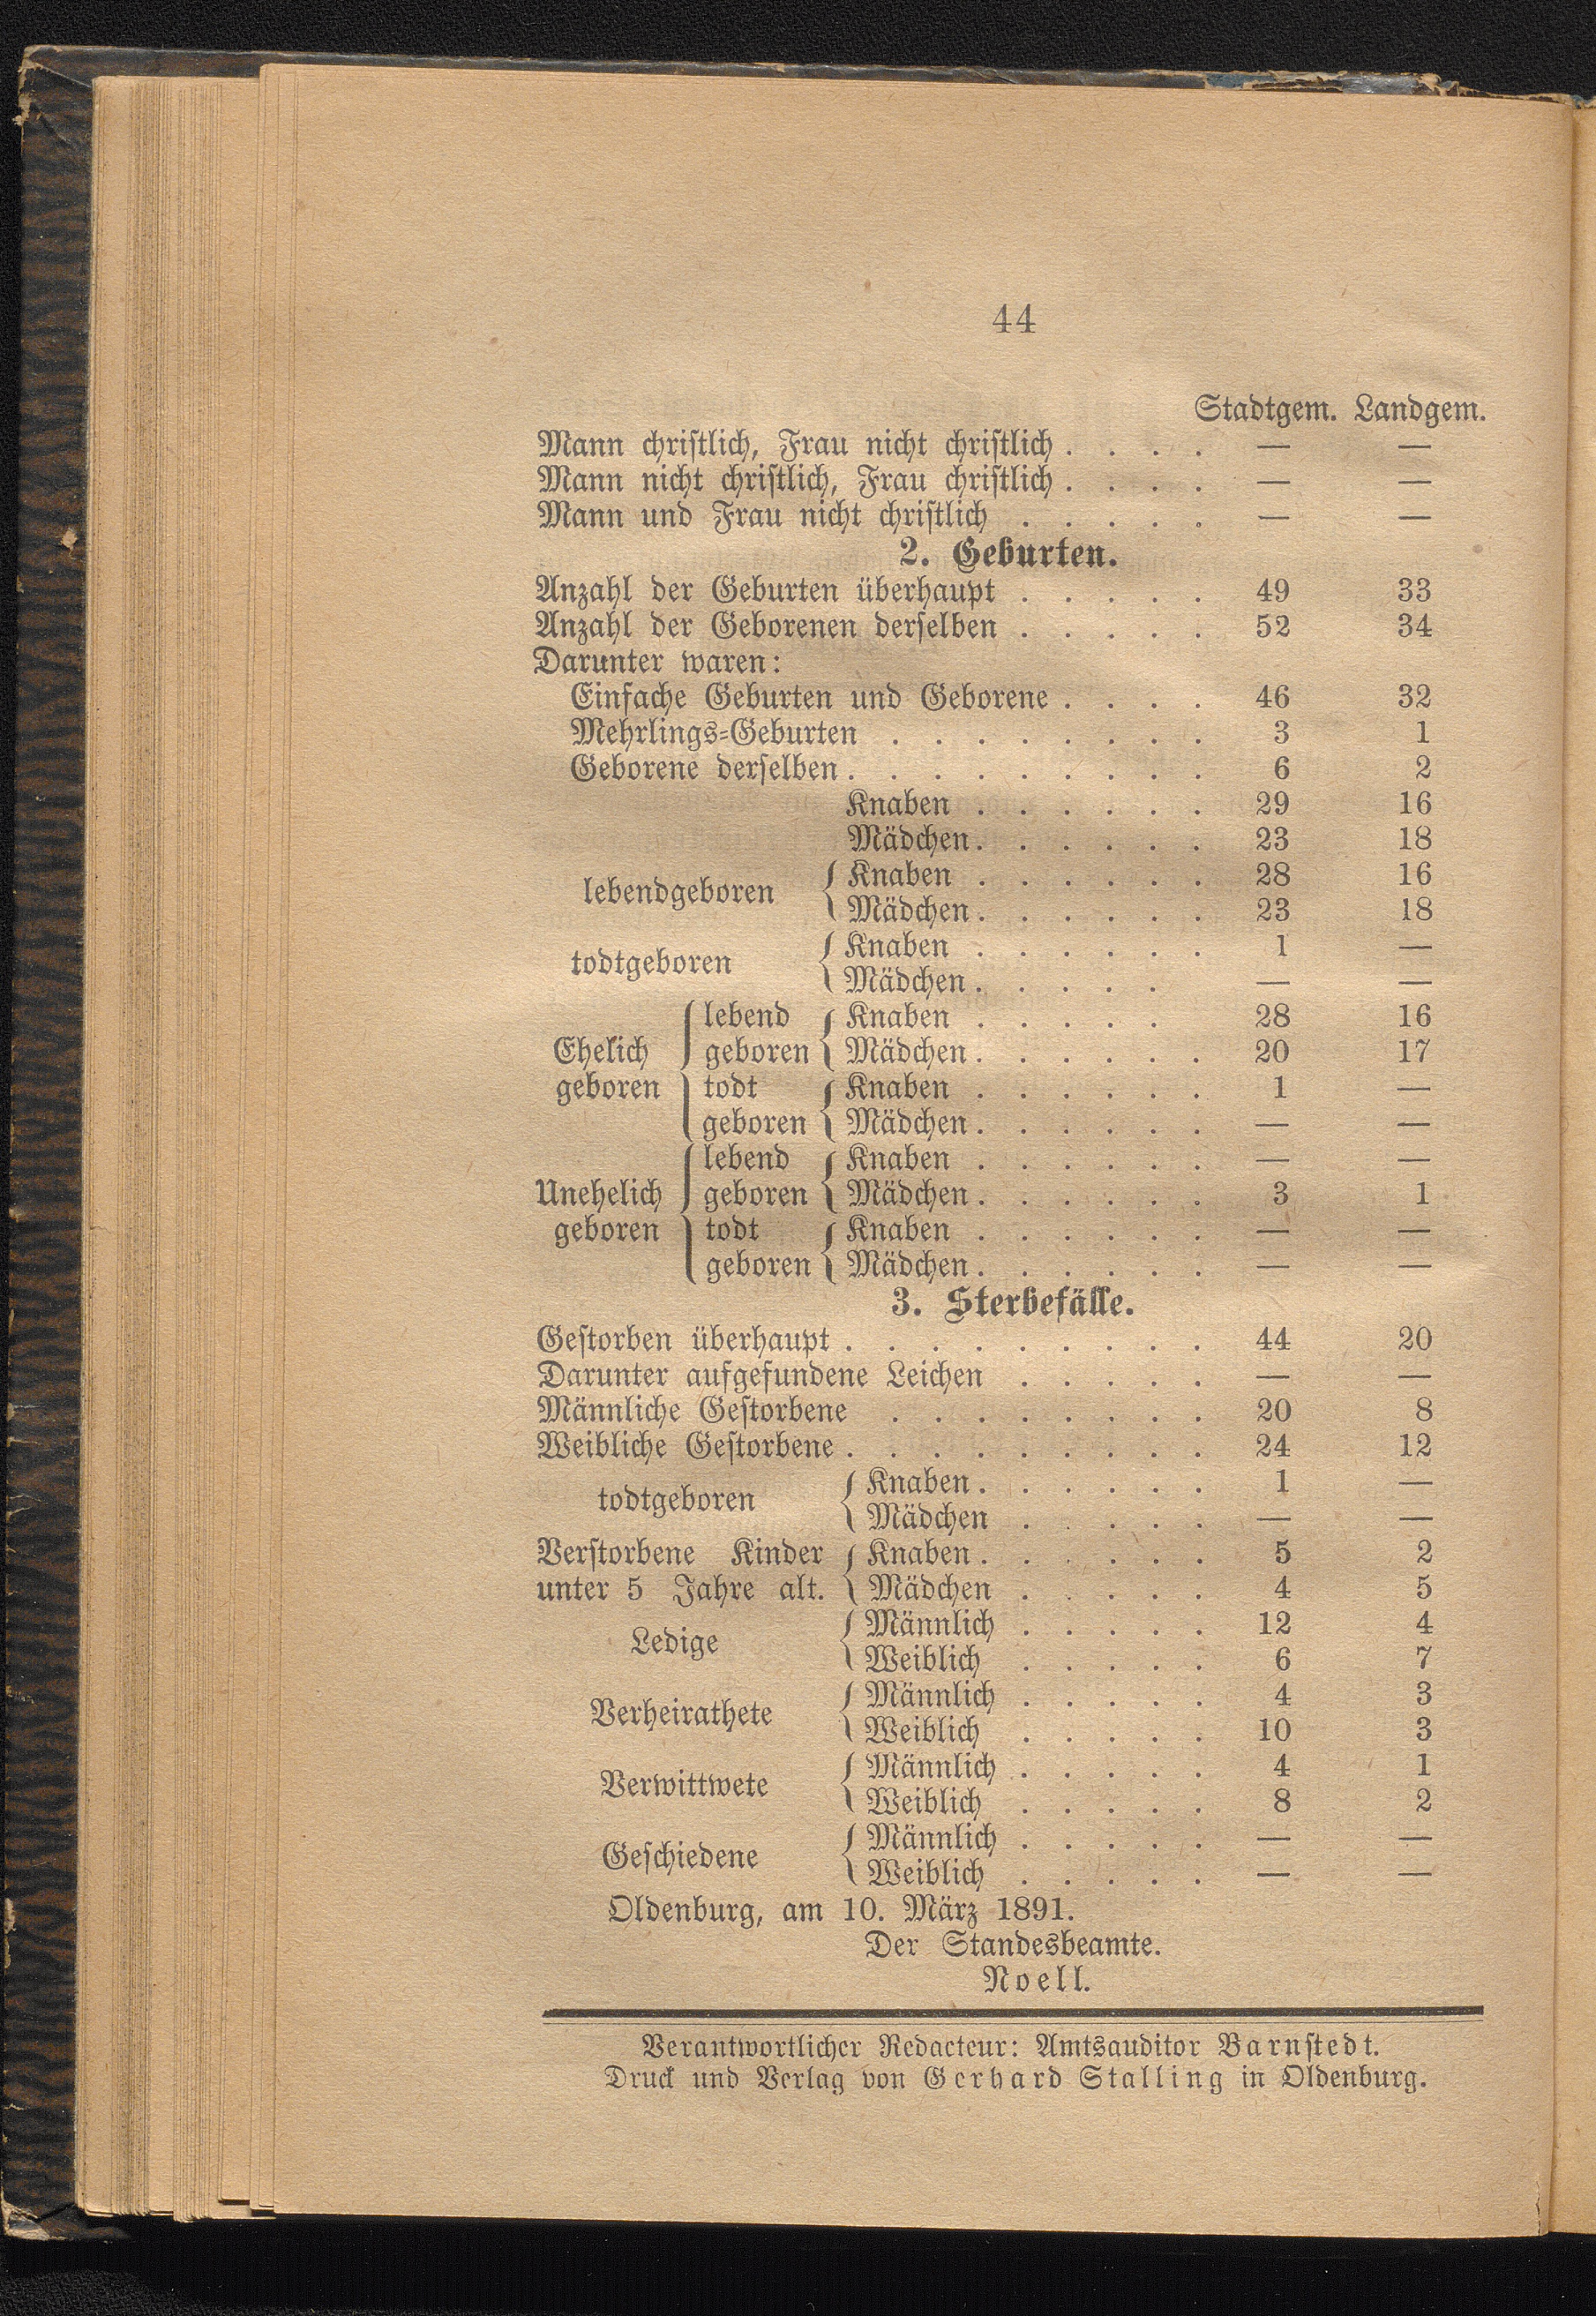 44
Stadtgem. Landgem.
Mann christlich, Frau nicht christlich . . . . — —
Mann nicht christlich, Frau christlich . . . . — —
Mann und Frau nicht christlich . . . . . — —
2. Geburten.
Anzahl der Geburten überhaupt . . . . . 49 33
Anzahl der Geborenen derselben . . . . . 52 34
Darunter waren:
Einfache Geburten und Geborene . . . . 46 32
Mehrlings-Geburten . . . . . . . . 3 1
Geborene derselben . . . . . . . . . 6 2
Knaben . . . . . . 29 16
Mädchen . . . . . . 23 18
lebendgeboren { Knaben . . . . . . 28 16
Mädchen . . . . . . 23 18
todtgeboren { Knaben . . . . . . 1 —
Mädchen . . . . . — —
lebend { Knaben . . . . . 28 16
Ehelich geboren { Mädchen . . . . . . 20 17
geboren todt { Knaben . . . . . . 1 —
geboren { Mädchen . . . . . . — —
lebend { Knaben . . . . . . — —
Unehelich geboren { Mädchen . . . . . . 3 1
geboren todt { Knaben . . . . . . — —
geboren { Mädchen . . . . . . — —
3. Sterbefälle.
Gestorben überhaupt . . . . . . . . . 44 20
Darunter aufgefundene Leichen . . . . . — —
Männliche Gestorbene . . . . . . . . 20 8
Weibliche Gestorbene . . . . . . . . . 24 12
todtgeboren { Knaben . . . . . . 1 —
Mädchen . . . . . — —
Verstorbene Kinder { Knaben . . . . . . 5 2
unter 5 Jahre alt. { Mädchen . . . . . 4 5
Ledige { Männlich . . . . . 12 4
Weiblich . . . . . 6 7
Verheirathete { Männlich . . . . . 4 3
Weiblich . . . . . 10 3
Verwittwete { Männlich . . . . . 4 1
Weiblich . . . . . 8 2
Geschiedene { Männlich . . . . . — —
Weiblich . . . . . — —
Oldenburg, am 10. März 1891.
Der Standesbeamte.
Noell.
Verantwortlicher Redacteur: Amtsauditor Barnstedt.
Druck und Verlag von Gerhard Stalling in Oldenburg.